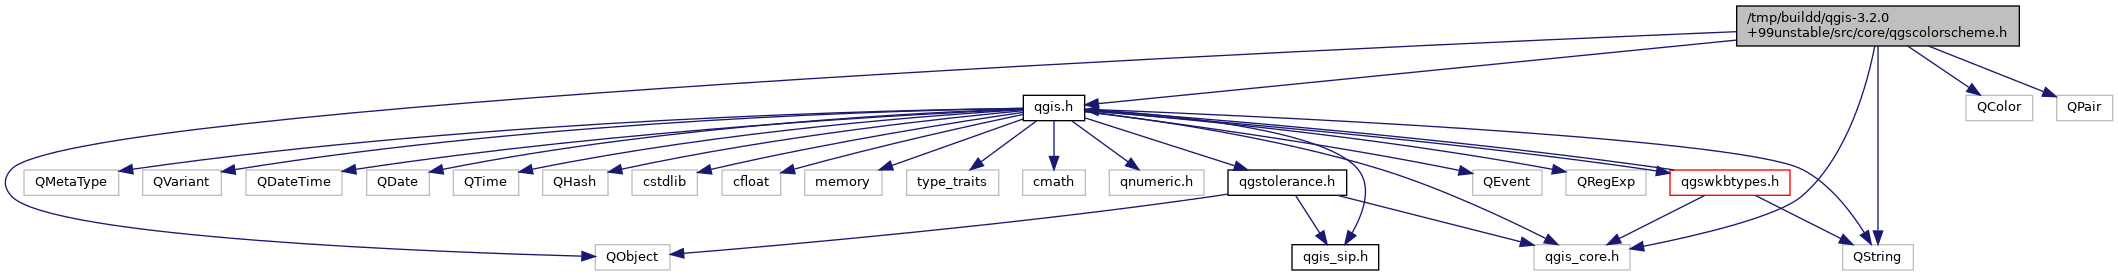 /tmp/buildd/qgis-3.2.0
+99unstable/src/core/qgscolorscheme.h
qgis.h
QColor
QPair
QMetaType
QVariant
QDateTime
QDate
QTime
QHash
cstdlib
cfloat
memory
type_traits
cmath
qnumeric.h
qgstolerance.h
QEvent
QRegExp
qgswkbtypes.h
QObject
qgis_sip.h
qgis_core.h
QString